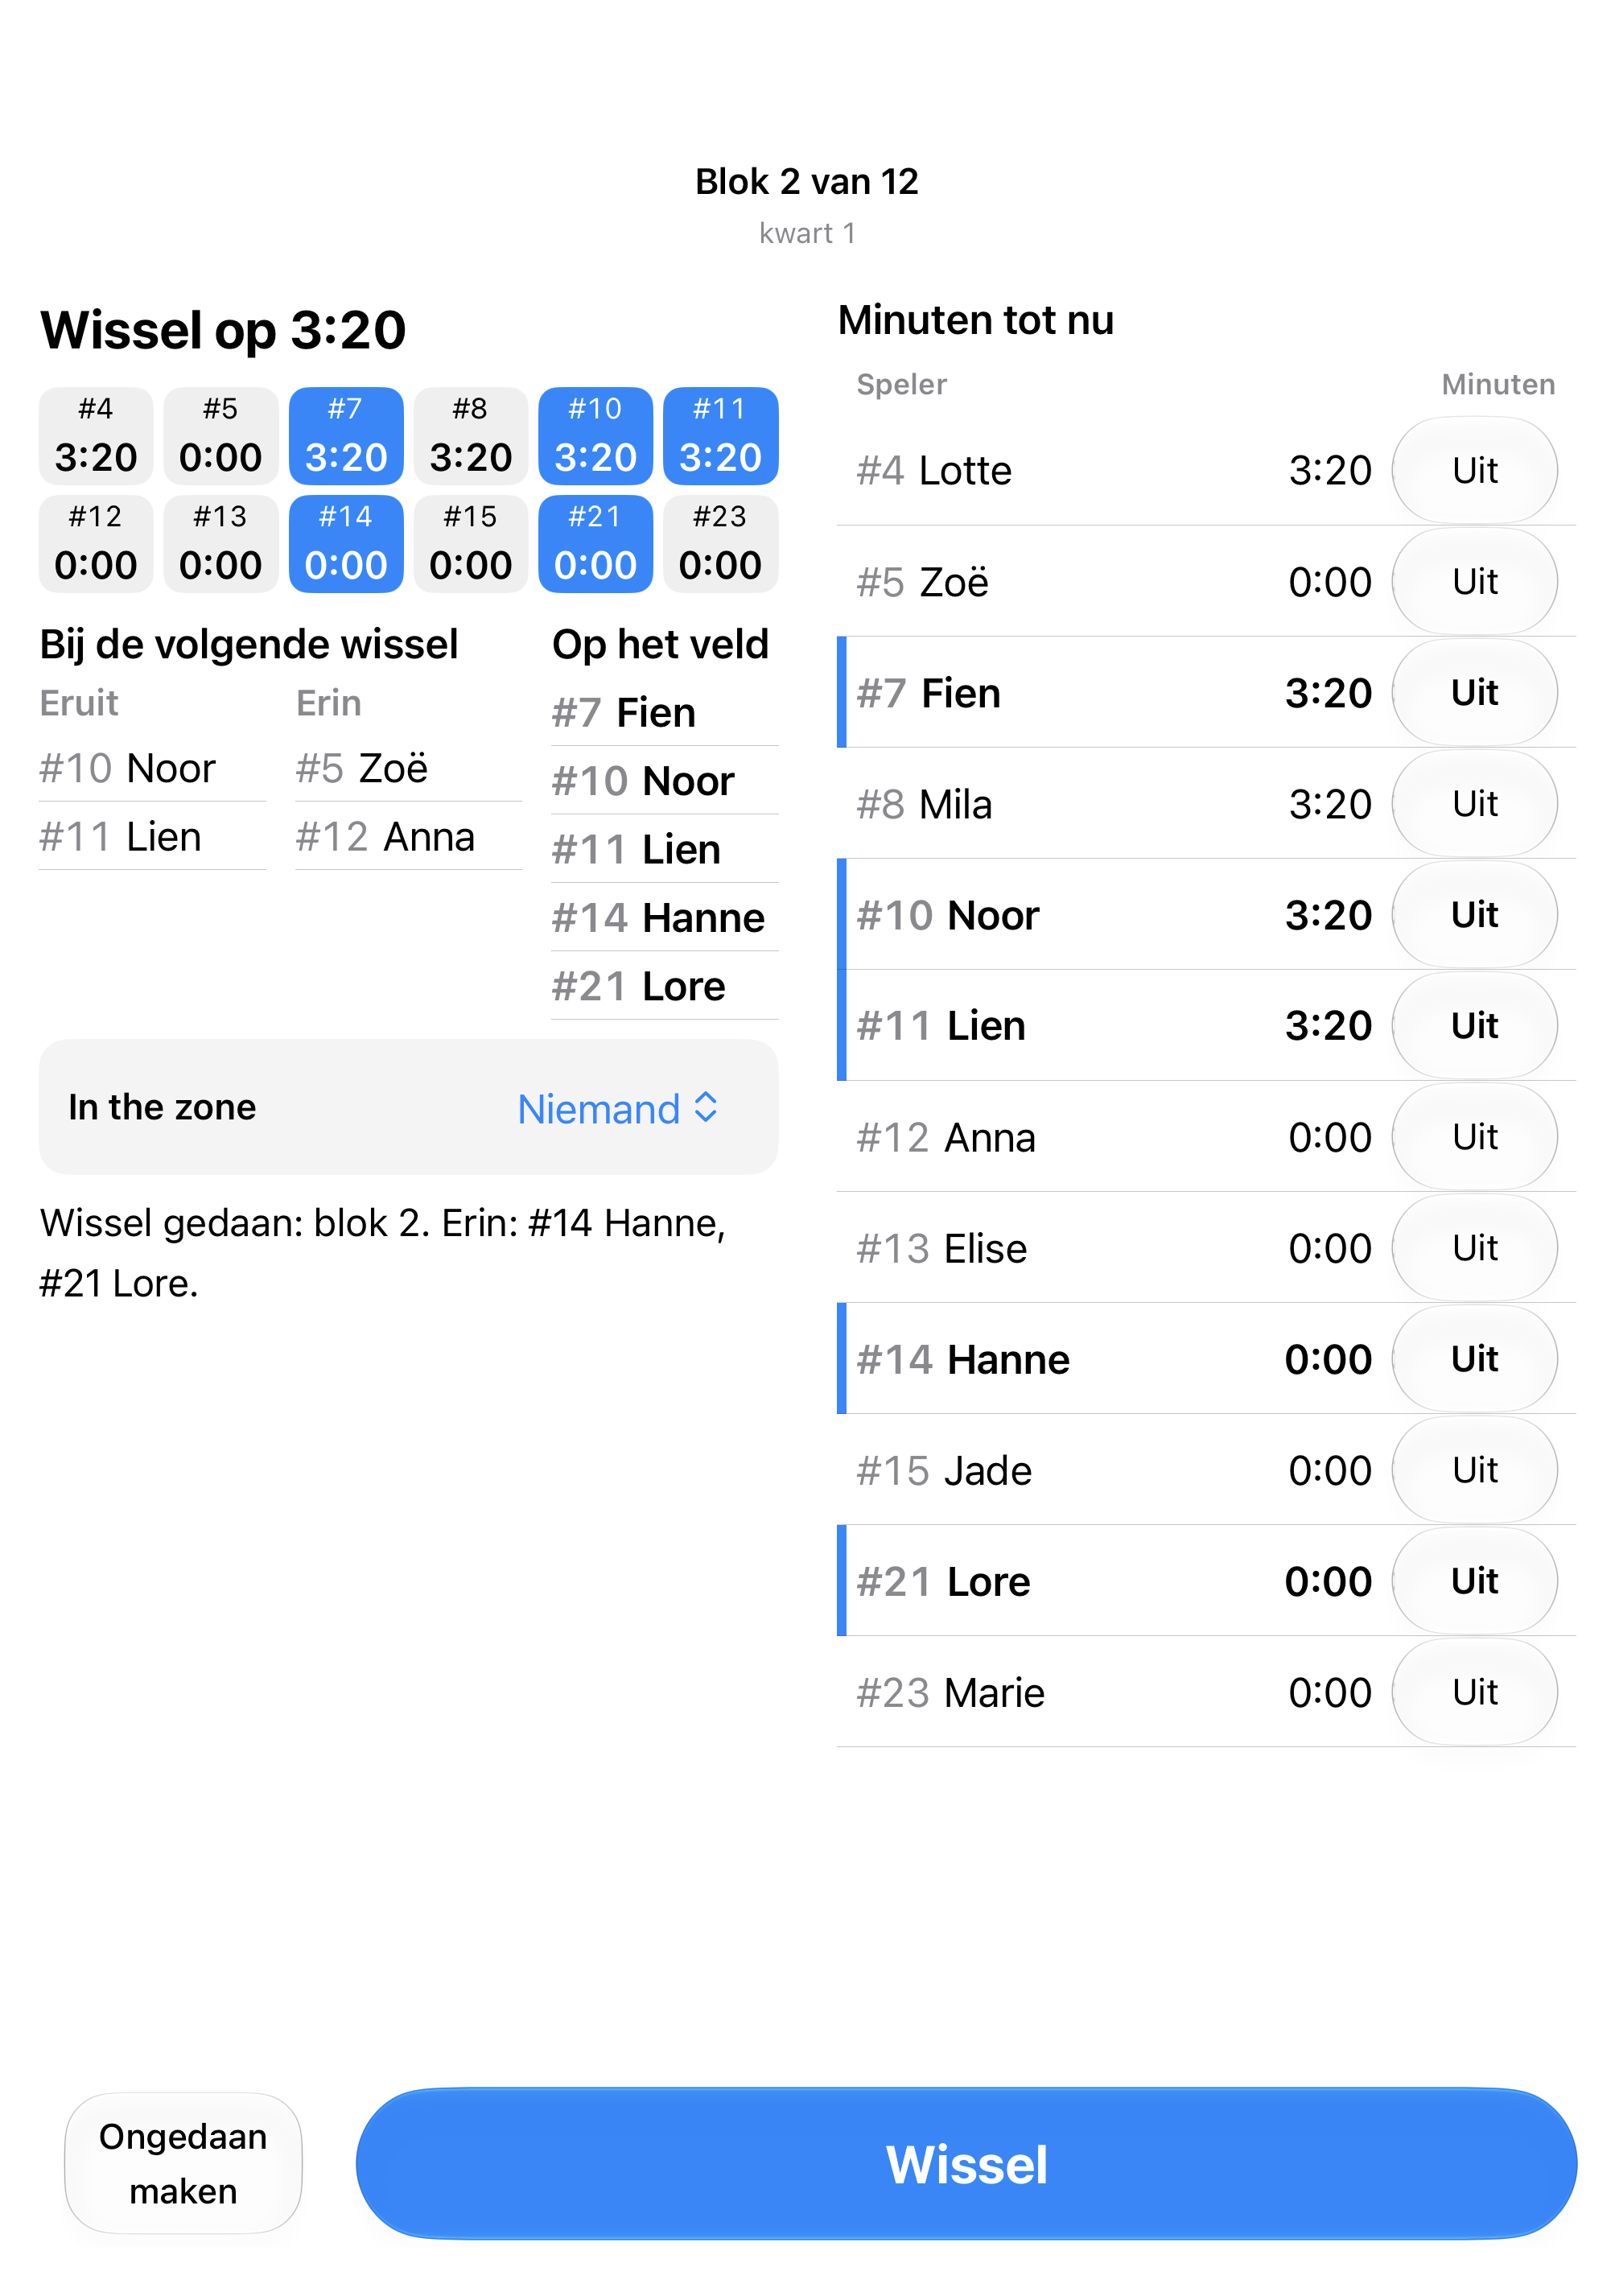 Blok 2 van 12
kwart 1
Wissel op 3:20
#4 #5 #7 #8 #10 #11
3:20 0:00 3:20 3:20 3:20 3:20
#12 #13 #14 #15 #21 #23
0:00 0:00 0:00 0:00 0:00 0:00
Bij de volgende wissel
Eruit Erin
#10 Noor #5 Zoë
#11 Lien #12 Anna
Op het veld
#7 Fien
#10 Noor
#11 Lien
#14 Hanne
#21 Lore
In the zone Niemand
Wissel gedaan: blok 2. Erin: #14 Hanne,
#21 Lore.
Minuten tot nu
Speler Minuten
#4 Lotte 3:20 Uit
#5 Zoë 0:00 Uit
#7 Fien 3:20 Uit
#8 Mila 3:20 Uit
#10 Noor 3:20 Uit
#11 Lien 3:20 Uit
#12 Anna 0:00 Uit
#13 Elise 0:00 Uit
#14 Hanne 0:00 Uit
#15 Jade 0:00 Uit
#21 Lore 0:00 Uit
#23 Marie 0:00 Uit
Ongedaan
maken
Wissel